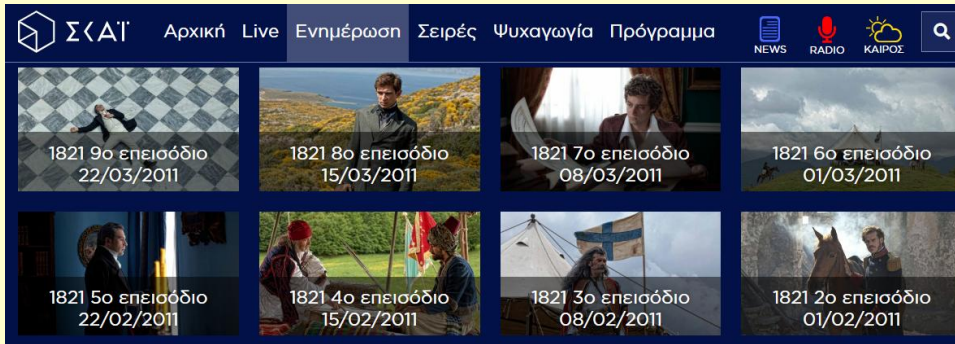 ΣΚΑΪ Αρχική Live Ενημέρωση Σειρές Ψυχαγωγία Πρόγραμμα NEWS RADIO ΚΑΙΡΟΣ
1821 9ο επεισόδιο
22/03/2011
1821 8ο επεισόδιο
15/03/2011
1821 7ο επεισόδιο
08/03/2011
1821 6ο επεισόδιο
01/03/2011
1821 5ο επεισόδιο
22/02/2011
1821 4ο επεισόδιο
15/02/2011
1821 3ο επεισόδιο
08/02/2011
1821 2ο επεισόδιο
01/02/2011